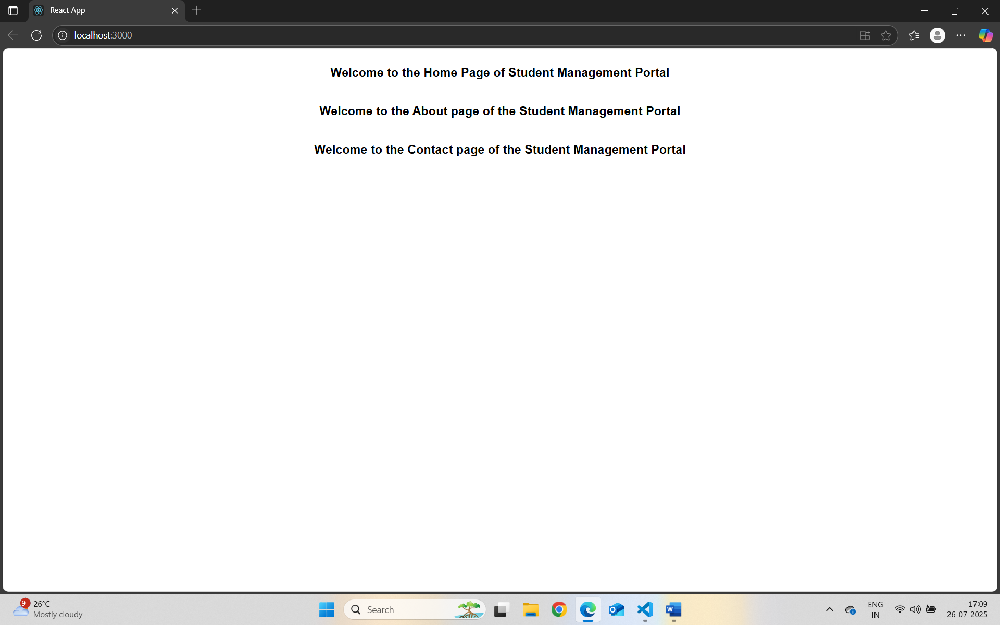 React App
localhost:3000
Welcome to the Home Page of Student Management Portal
Welcome to the About page of the Student Management Portal
Welcome to the Contact page of the Student Management Portal
9+
26°C
Mostly cloudy
Search
ENG
IN
17:09
26-07-2025